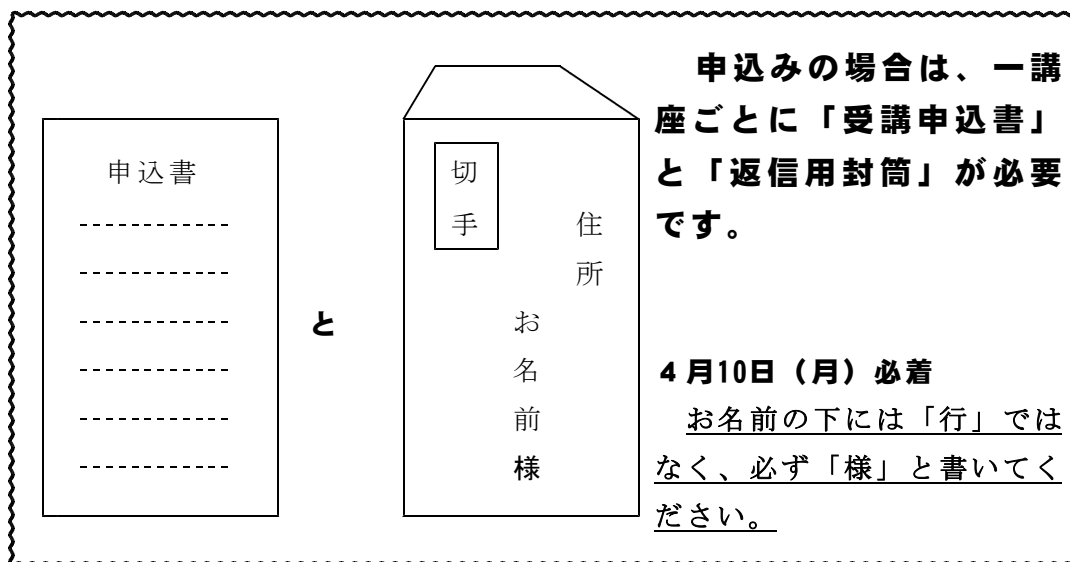 申込書
と
切手
住所
お名前様
申込みの場合は、一講
座ごとに「受講申込書」
と「返信用封筒」が必要
です。
４月10日（月）必着
お名前の下には「行」では
なく、必ず「様」と書いてく
ださい。